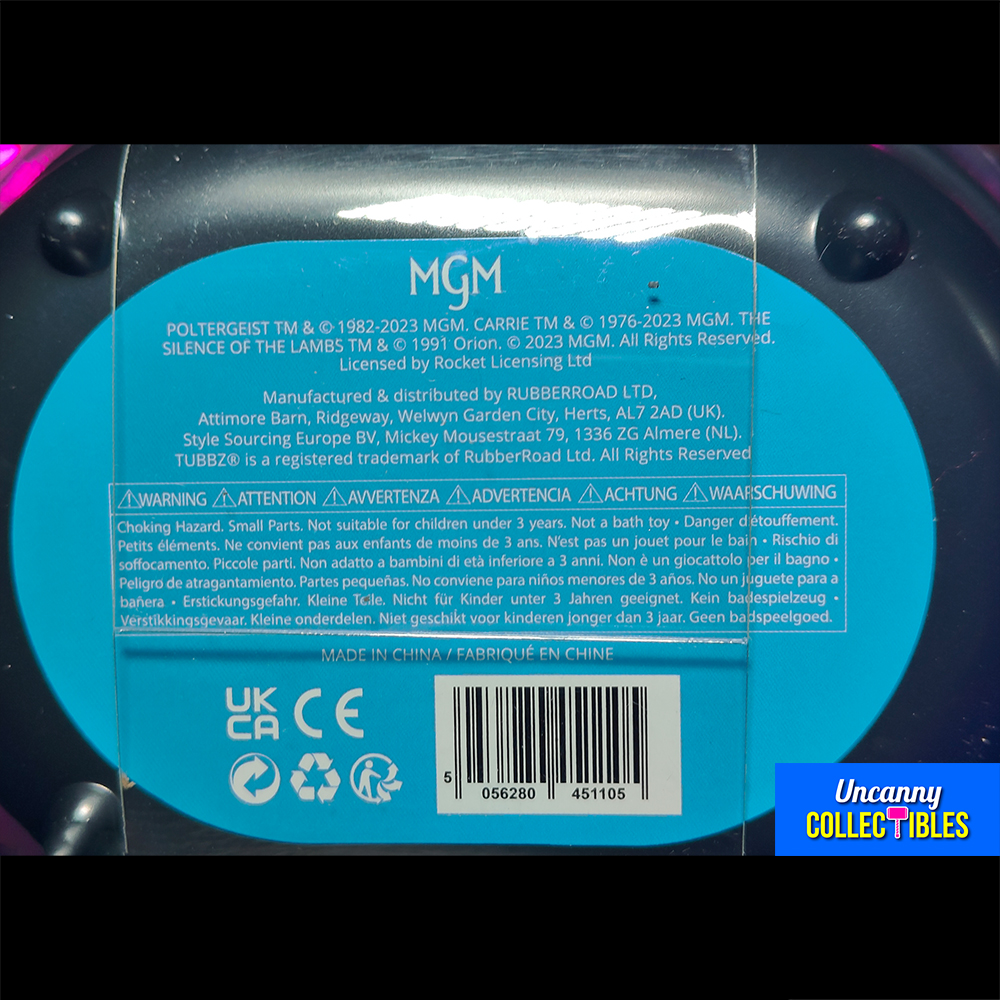 MGM
POLTERGEIST TM & © 1982-2023 MGM. CARRIE TM & © 1976-2023 MGM. THE
SILENCE OF THE LAMBS TM & © 1991 Orion. © 2023 MGM. All Rights Reserved.
Licensed by Rocket Licensing Ltd
Manufactured & distributed by RUBBERROAD LTD,
Attimore Barn, Ridgeway, Welwyn Garden City, Herts, AL7 2AD (UK).
Style Sourcing Europe BV, Mickey Mousestraat 79, 1336 ZG Almere (NL).
TUBBZ® is a registered trademark of RubberRoad Ltd. All Rights Reserved
⚠WARNING ⚠ATTENTION ⚠AVVERTENZA ⚠ADVERTENCIA ⚠ACHTUNG ⚠WAARSCHUWING
Choking Hazard. Small Parts. Not suitable for children under 3 years. Not a bath toy • Danger d'étouffement.
Petits éléments. Ne convient pas aux enfants de moins de 3 ans. N'est pas un jouet pour le bain • Rischio di
soffocamento. Piccole parti. Non adatto a bambini di età inferiore a 3 anni. Non è un giocattolo per il bagno •
Peligro de atragantamiento. Partes pequeñas. No conviene para niños menores de 3 años. No un juguete para a
bañera • Erstickungsgefahr. Kleine Teile. Nicht für Kinder unter 3 Jahren geeignet. Kein badespielzeug •
Verstikkingsgevaar. Kleine onderdelen. Niet geschikt voor kinderen jonger dan 3 jaar. Geen badspeelgoed.
MADE IN CHINA / FABRIQUÉ EN CHINE
UK
CA CE
5 056280 451105
Uncanny
COLLECTIBLES